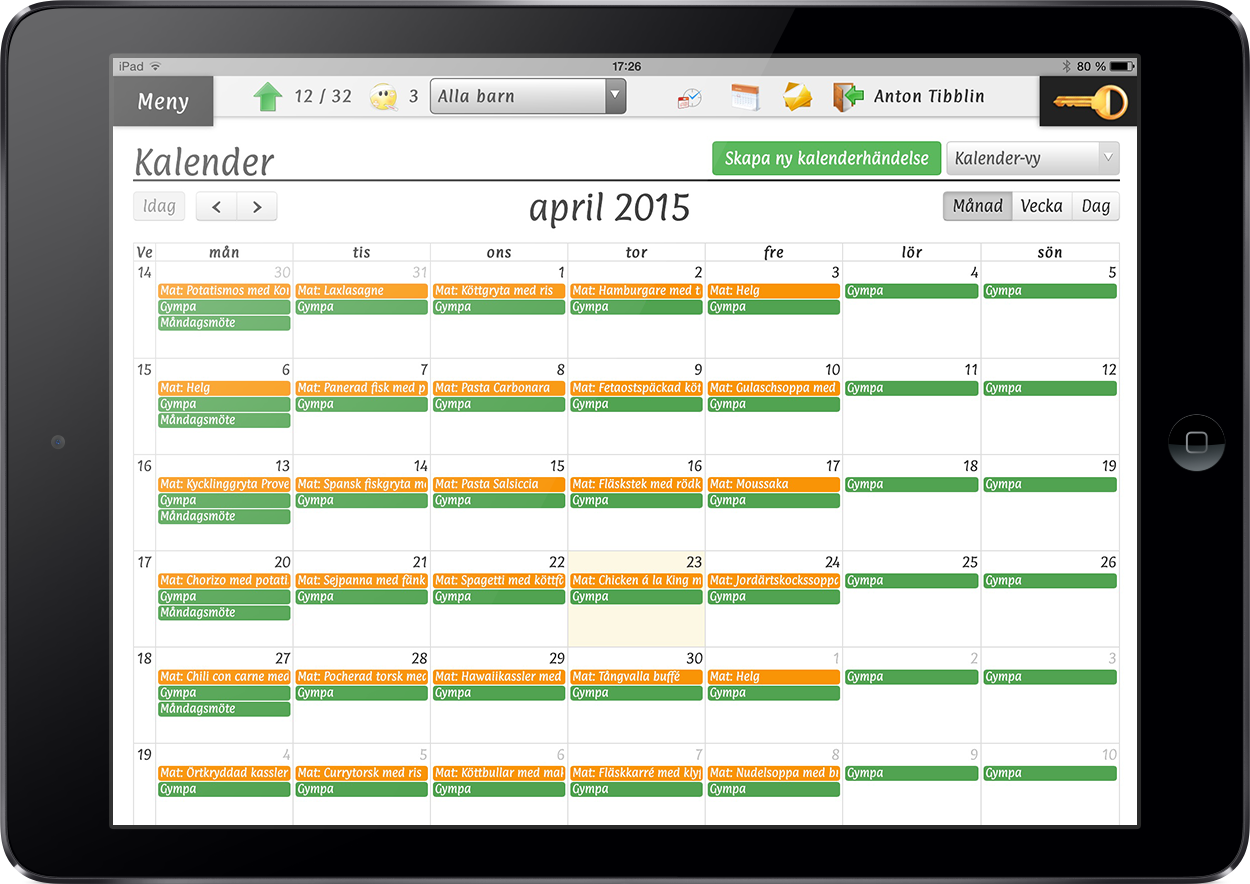 iPad 17:26 80 %
Meny 12 / 32 3 Alla barn Anton Tibblin
Kalender Skapa ny kalenderhändelse Kalender-vy
Idag < > april 2015 Månad Vecka Dag
Ve mån tis ons tor fre lör sön
14 30 31 1 2 3 4 5
Mat: Potatismos med Kor Mat: Laxlasagne Mat: Köttgryta med ris Mat: Hamburgare med t Mat: Helg Gympa Gympa
Gympa Gympa Gympa Gympa Gympa
Måndagsmöte
15 6 7 8 9 10 11 12
Mat: Helg Mat: Panerad fisk med p Mat: Pasta Carbonara Mat: Fetaostspäckad köt Mat: Gulaschsoppa med Gympa Gympa
Gympa Gympa Gympa Gympa Gympa
Måndagsmöte
16 13 14 15 16 17 18 19
Mat: Kycklinggryta Prove Mat: Spansk fiskgryta me Mat: Pasta Salsiccia Mat: Fläskstek med rödk Mat: Moussaka Gympa Gympa
Gympa Gympa Gympa Gympa Gympa
Måndagsmöte
17 20 21 22 23 24 25 26
Mat: Chorizo med potati. Mat: Sejpanna med fänk Mat: Spagetti med köttfö Mat: Chicken á la King m Mat: Jordärtskockssoppa Gympa Gympa
Gympa Gympa Gympa Gympa Gympa
Måndagsmöte
18 27 28 29 30 1 2 3
Mat: Chili con carne med Mat: Pocherad torsk med Mat: Hawaiikassler med Mat: Tångvalla buffè Mat: Helg Gympa Gympa
Gympa Gympa Gympa Gympa Gympa
Måndagsmöte
19 4 5 6 7 8 9 10
Mat: Örtkryddad kassler Mat: Currytorsk med ris Mat: Köttbullar med mal Mat: Fläskkarré med klyf Mat: Nudelsoppa med bu Gympa Gympa
Gympa Gympa Gympa Gympa Gympa